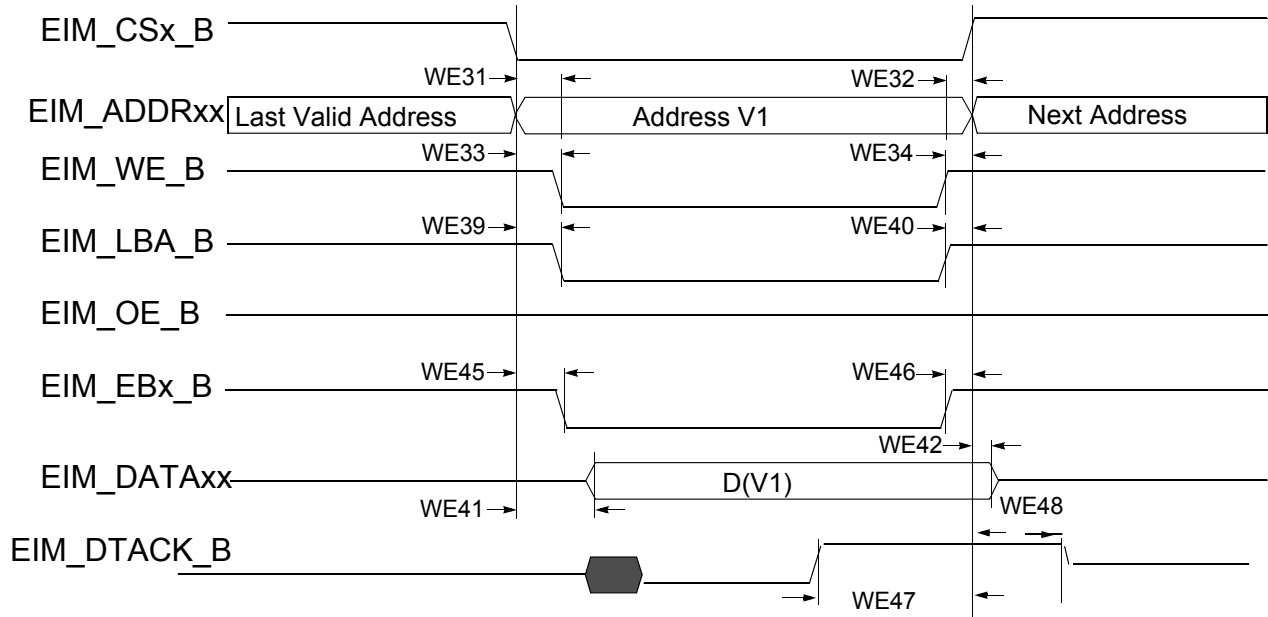 EIM_CSx_B
WE31
WE32
EIM_ADDRxx
Last Valid Address
Address V1
Next Address
WE33
WE34
EIM_WE_B
WE39
WE40
EIM_LBA_B
EIM_OE_B
WE45
WE46
EIM_EBx_B
WE42
EIM_DATAxx
D(V1)
WE41
WE48
EIM_DTACK_B
WE47